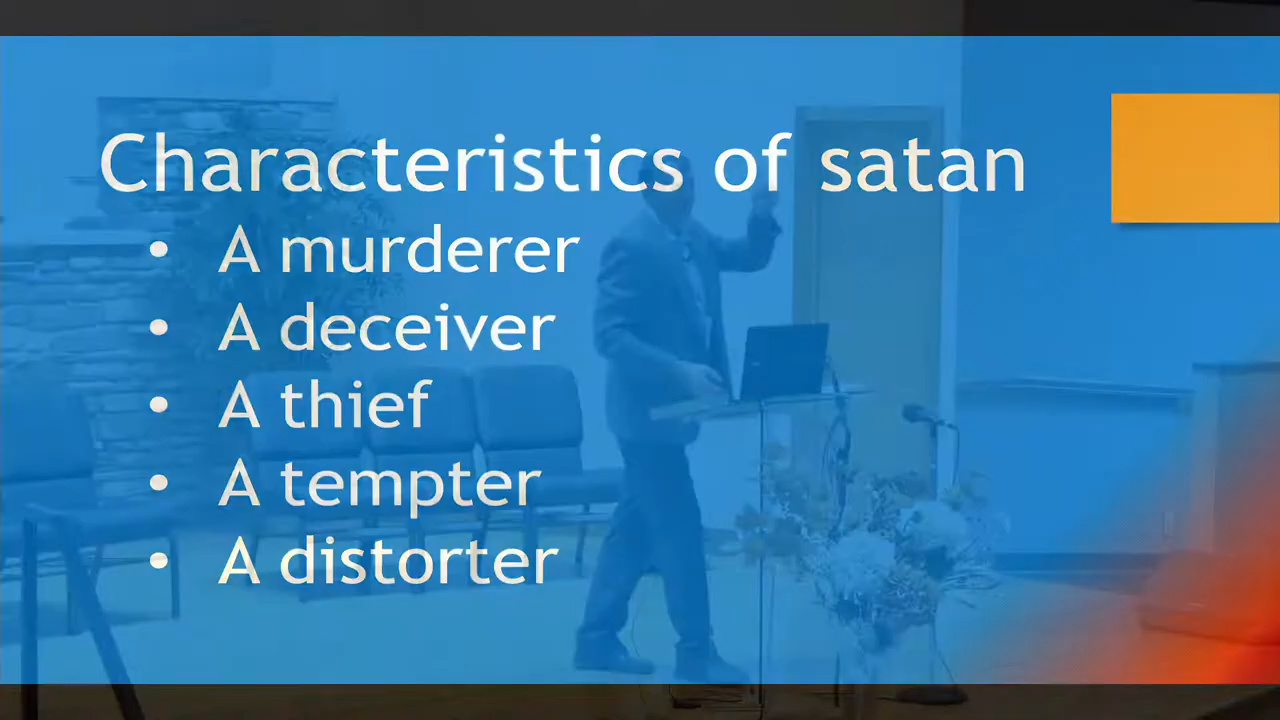 Characteristics of satan
• A murderer
• A deceiver
• A thief
• A tempter
• A distorter